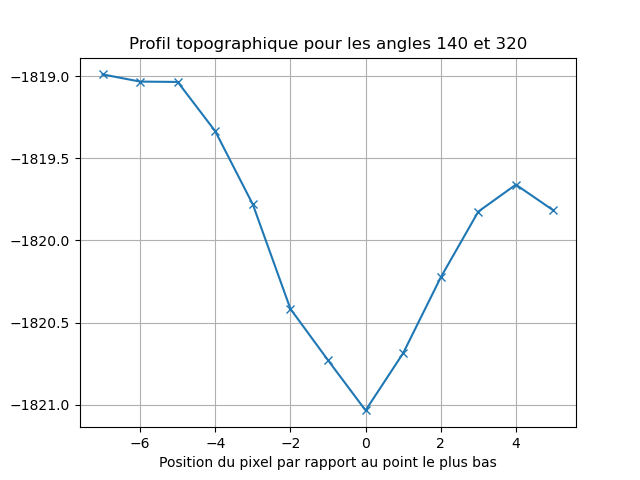 Profil topographique pour les angles 140 et 320
−1819.0
−1819.5
−1820.0
−1820.5
−1821.0
−6 −4 −2 0 2 4
Position du pixel par rapport au point le plus bas